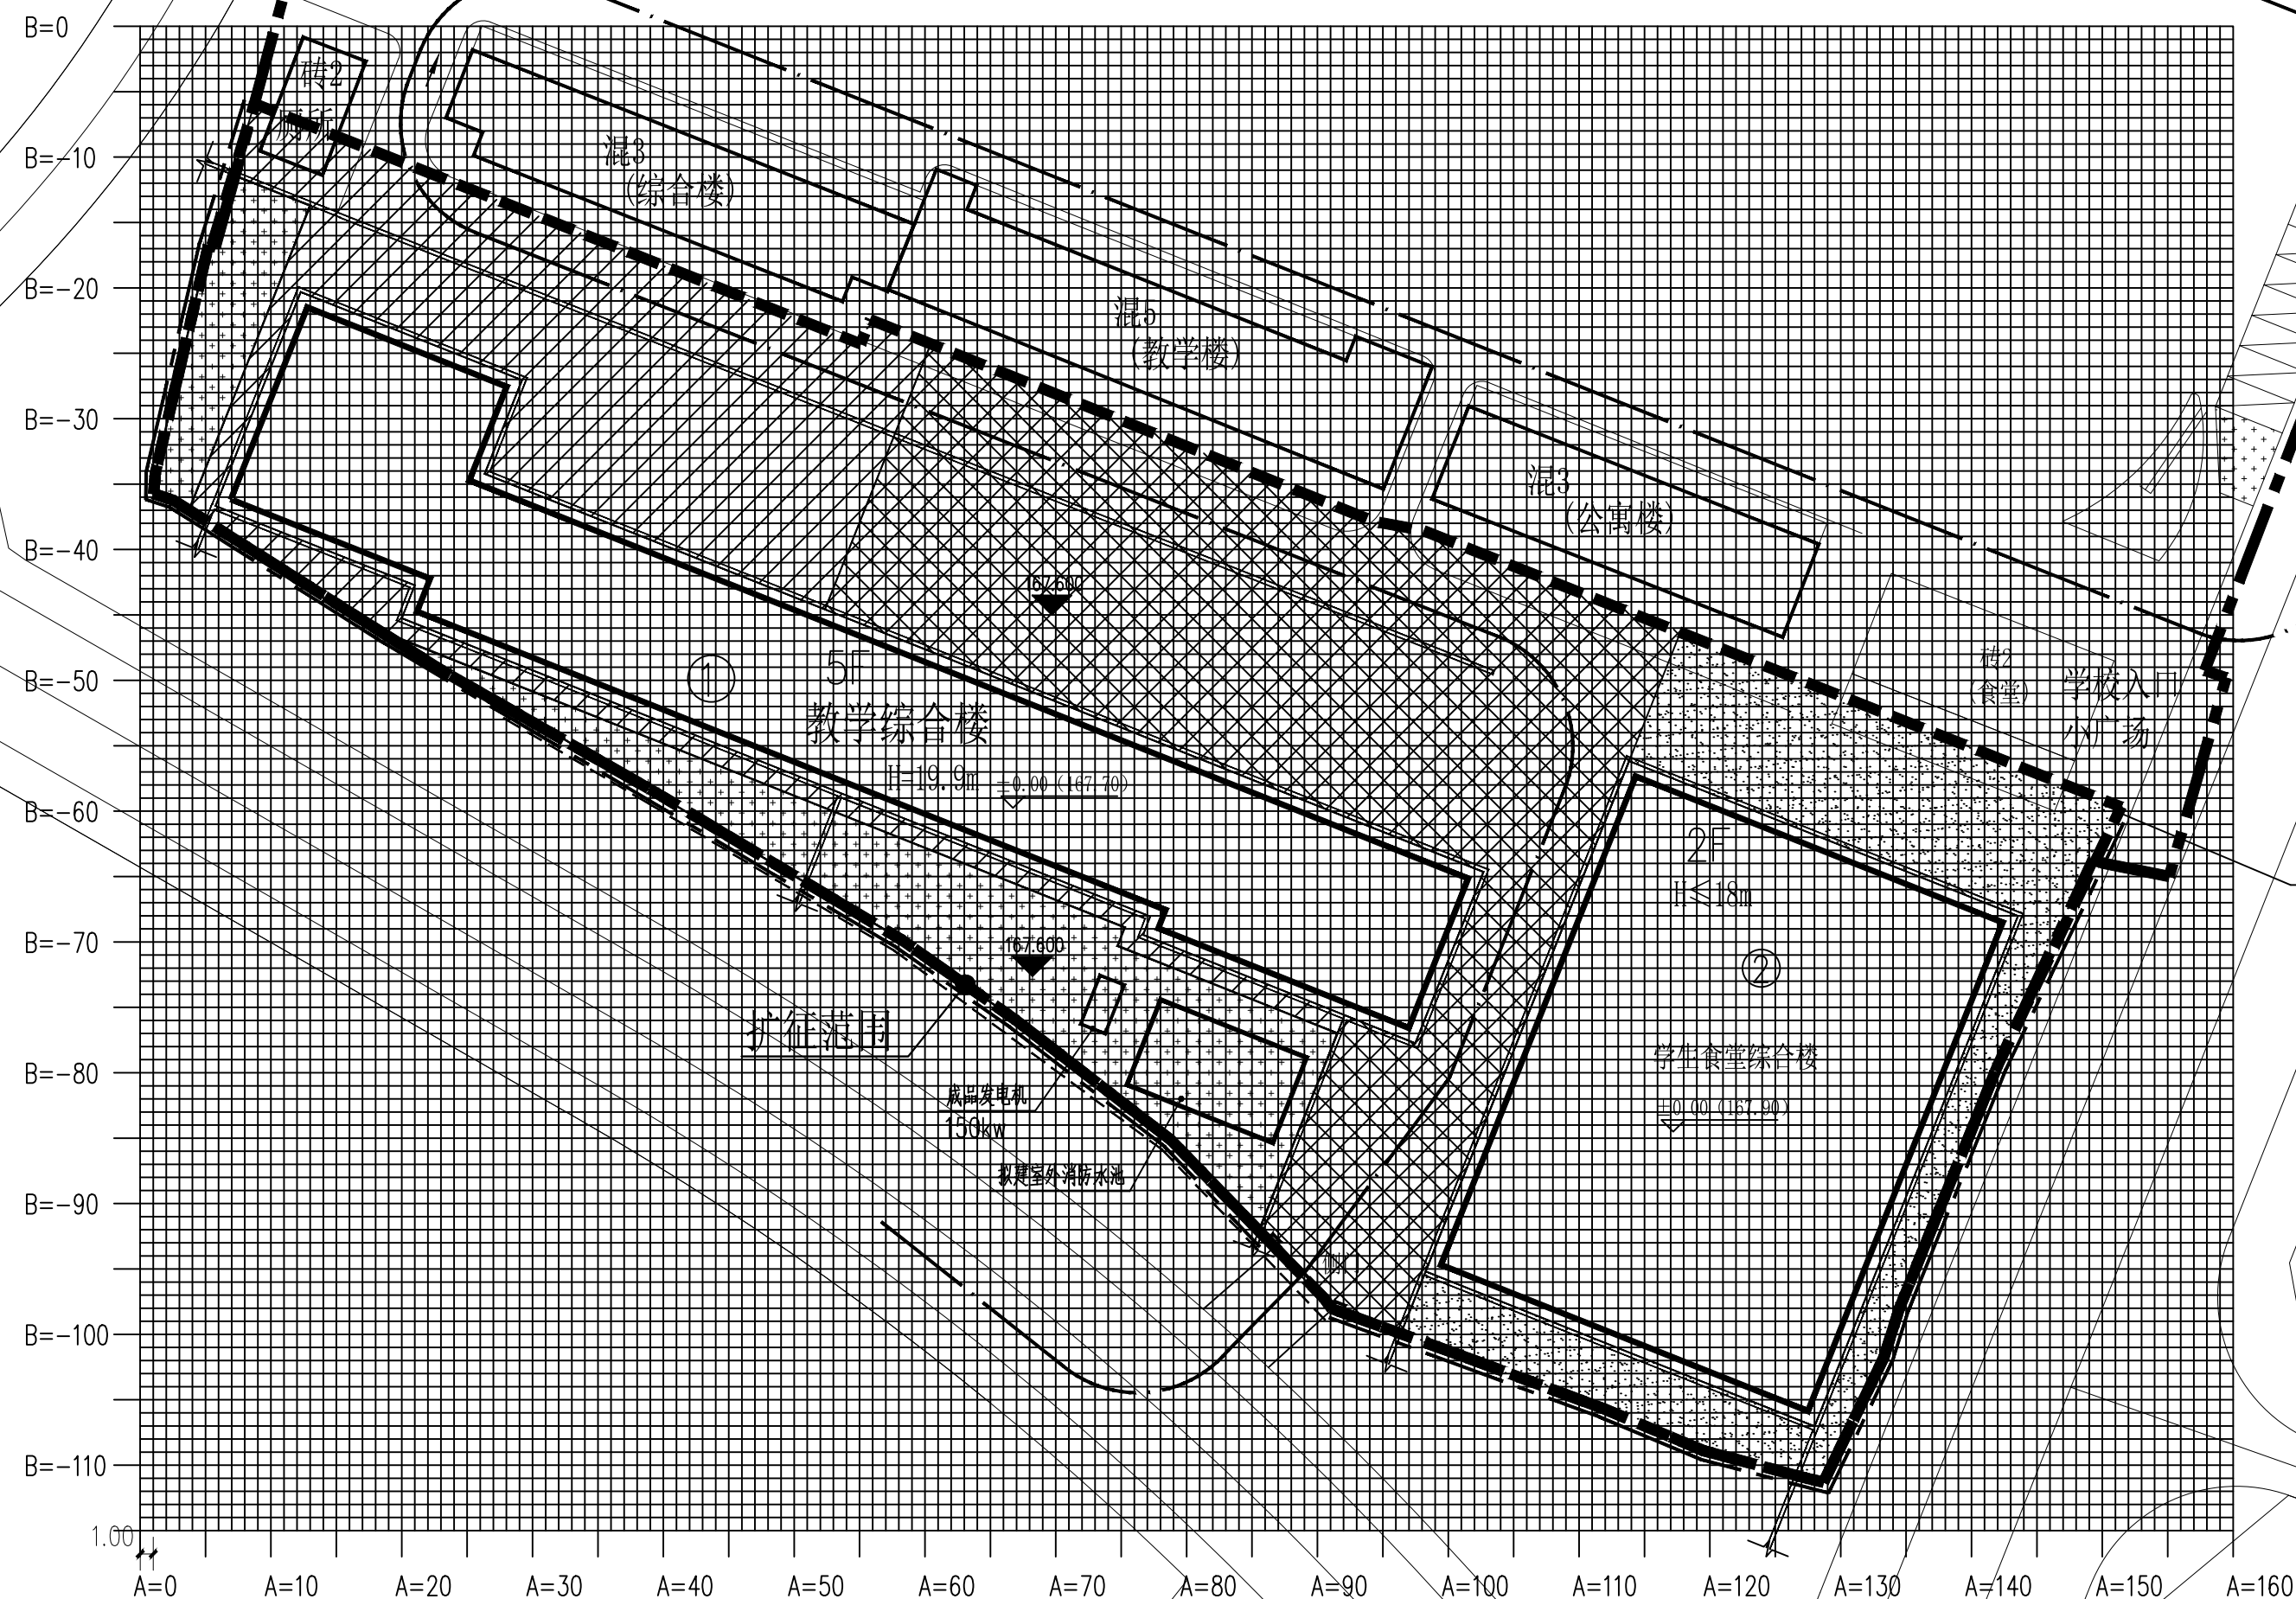 B=0
砖2
厕所
B=-10
混3
(综合楼)
B=-20
混5
(教学楼)
B=-30
混3
(公寓楼)
B=-40
167.600
B=-50
①
5F
教学综合楼
砖2
(食堂)
学校入口
小广场
H=19.9m
±0.00 (167.70)
B=-60
2F
H≤18m
B=-70
167.600
②
扩征范围
学生食堂综合楼
B=-80
成品发电机
150kw
±0.00 (167.90)
拟建室外消防水池
B=-90
B=-100
B=-110
1.00
A=0
A=10
A=20
A=30
A=40
A=50
A=60
A=70
A=80
A=90
A=100
A=110
A=120
A=130
A=140
A=150
A=160